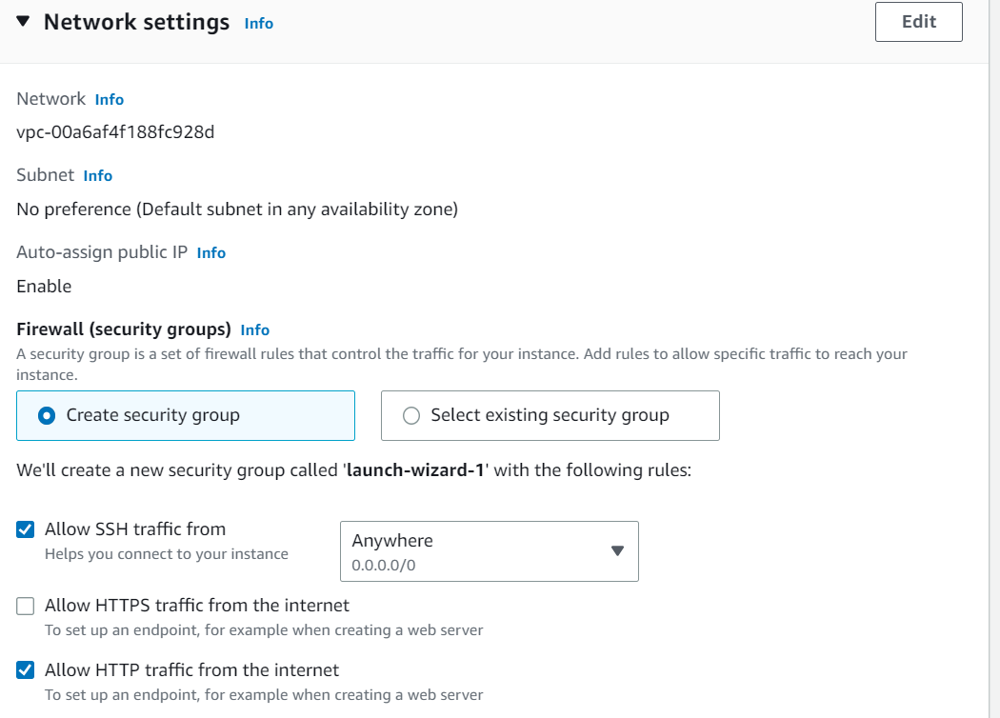 Network settings Info
Edit
Network Info
vpc-00a6af4f188fc928d
Subnet Info
No preference (Default subnet in any availability zone)
Auto-assign public IP Info
Enable
Firewall (security groups) Info
A security group is a set of firewall rules that control the traffic for your instance. Add rules to allow specific traffic to reach your
instance.
Create security group
Select existing security group
We'll create a new security group called 'launch-wizard-1' with the following rules:
Allow SSH traffic from
Helps you connect to your instance
Anywhere
0.0.0.0/0
Allow HTTPS traffic from the internet
To set up an endpoint, for example when creating a web server
Allow HTTP traffic from the internet
To set up an endpoint, for example when creating a web server